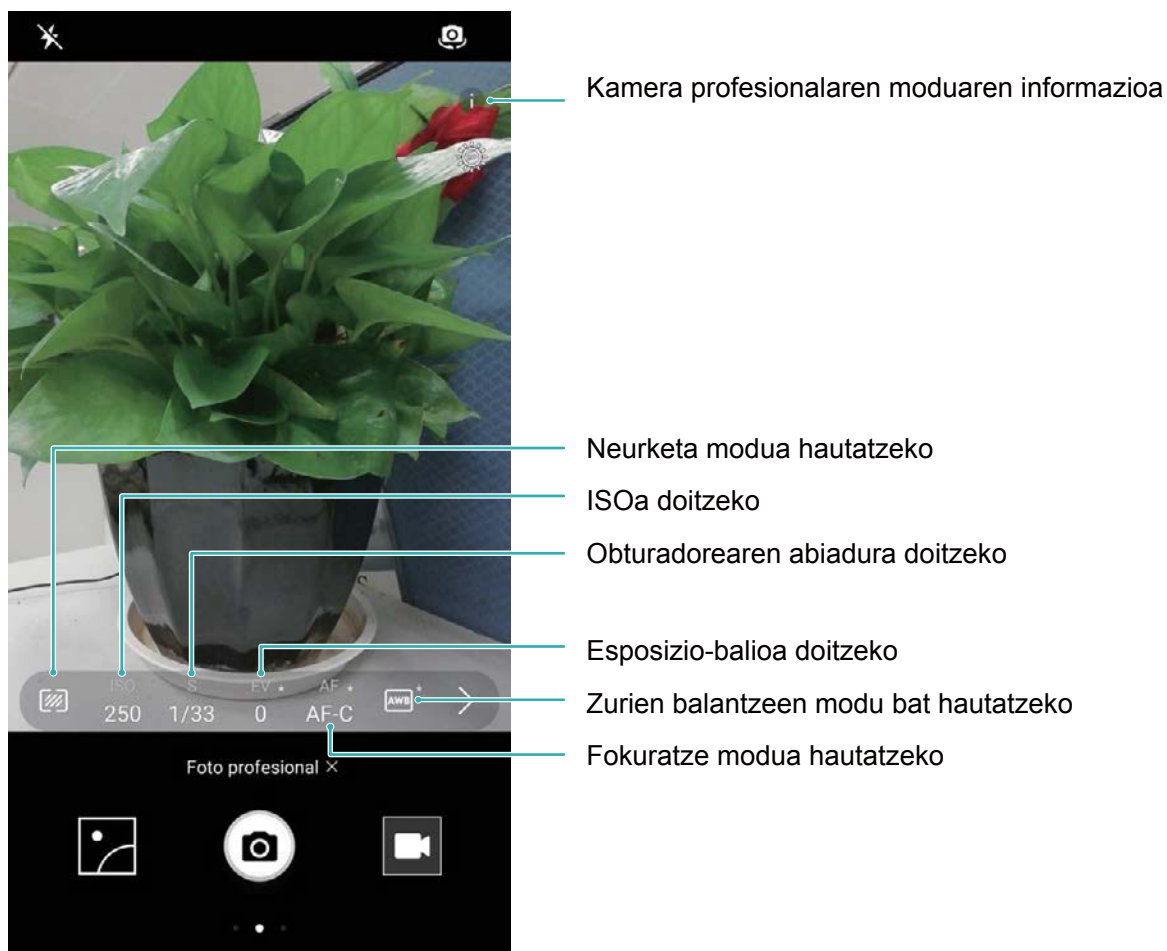 Kamera profesionalaren moduaren informazioa
i
Neurketa modua hautatzeko
ISOa doitzeko
Obturadorearen abiadura doitzeko
Esposizio-balioa doitzeko
Zurien balantzeen modu bat hautatzeko
Fokuratze modua hautatzeko
ISO S EV AF
250 1/33 0 AF-C AWB
Foto profesional ×